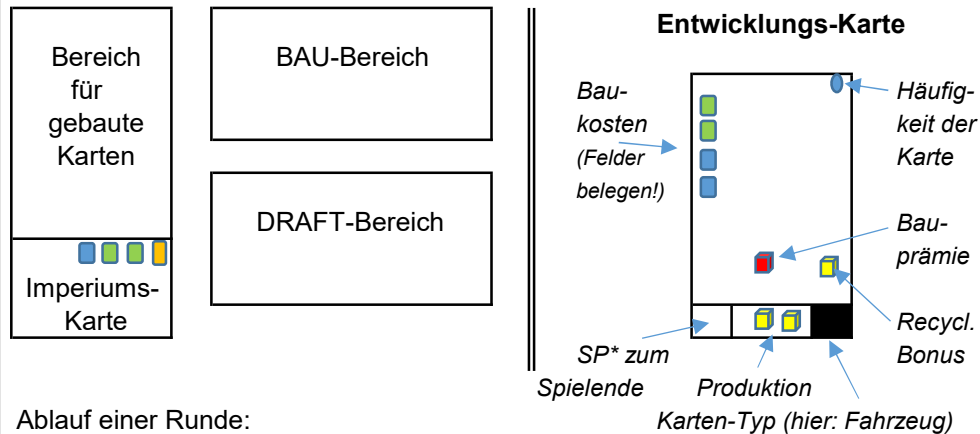 Bereich
für
gebaute
Karten
Imperiums-
Karte
BAU-Bereich
DRAFT-Bereich
Entwicklungs-Karte
Bau-
kosten
(Felder
belegen!)
Häufig-
keit der
Karte
Bau-
prämie
Recycl.
Bonus
SP* zum
Spielende
Produktion
Karten-Typ (hier: Fahrzeug)
Ablauf einer Runde: